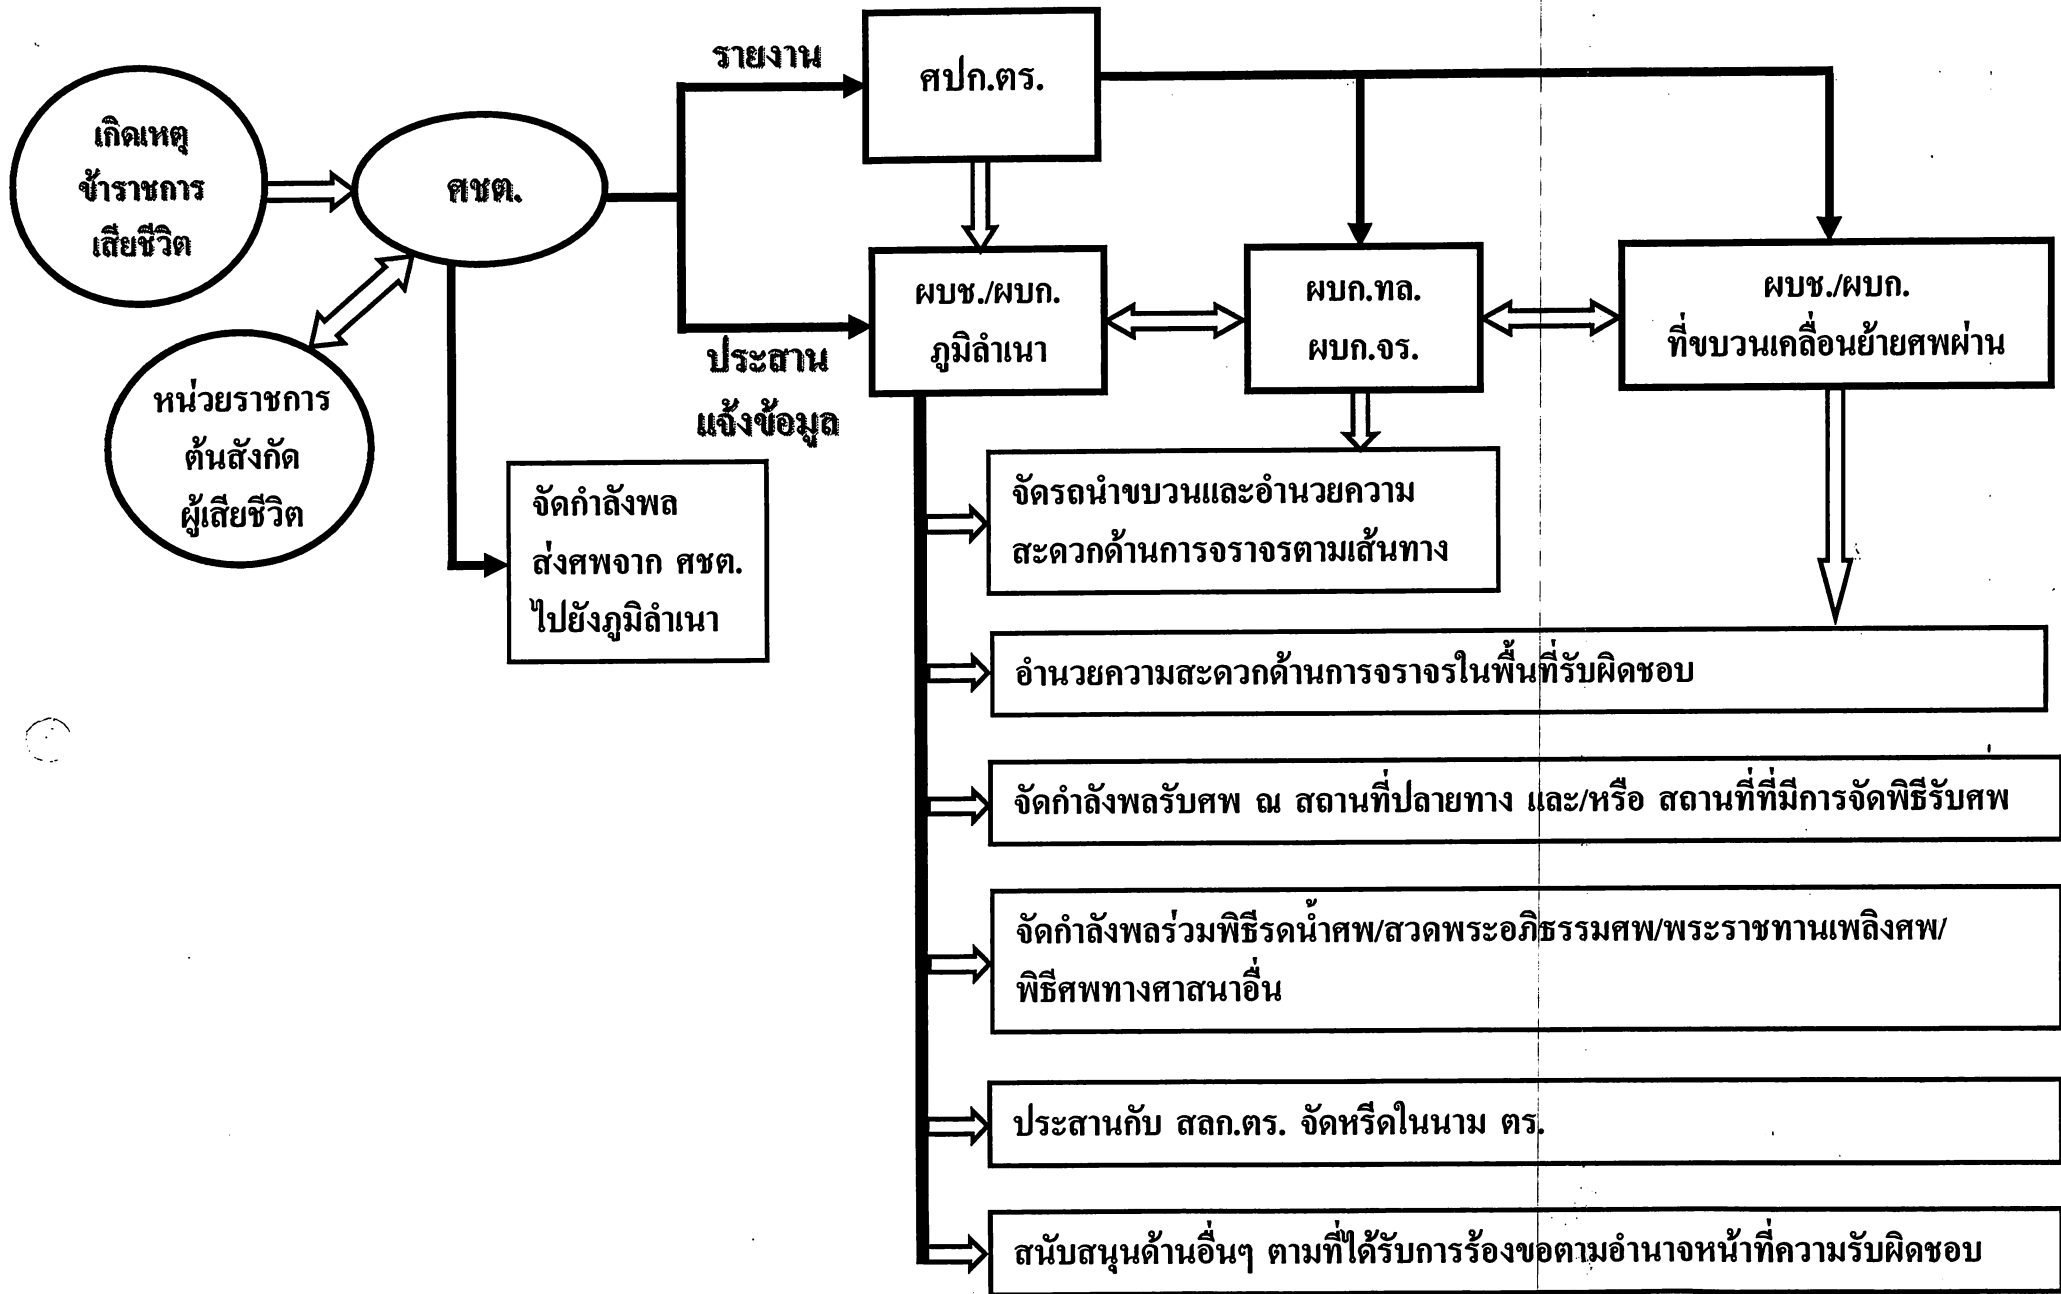 เกิดเหตุ
ข้าราชการ
เสียชีวิต
ศชต.
หน่วยราชการ
ต้นสังกัด
ผู้เสียชีวิต
จัดกำลังพล
ส่งศพจาก ศชต.
ไปยังภูมิลำเนา
รายงาน
ประสาน
แจ้งข้อมูล
ศปก.ตร.
ผบช./ผบก.
ภูมิลำเนา
ผบก.ทล.
ผบก.จร.
ผบช./ผบก.
ที่ขบวนเคลื่อนย้ายศพผ่าน
จัดรถนำขบวนและอำนวยความ
สะดวกด้านการจราจรตามเส้นทาง
อำนวยความสะดวกด้านการจราจรในพื้นที่รับผิดชอบ
จัดกำลังพลรับศพ ณ สถานที่ปลายทาง และ/หรือ สถานที่ที่มีการจัดพิธีรับศพ
จัดกำลังพลร่วมพิธีรดน้ำศพ/สวดพระอภิธรรมศพ/พระราชทานเพลิงศพ/
พิธีศพทางศาสนาอื่น
ประสานกับ สลก.ตร. จัดหรีดในนาม ตร.
สนับสนุนด้านอื่นๆ ตามที่ได้รับการร้องขอตามอำนาจหน้าที่ความรับผิดชอบ